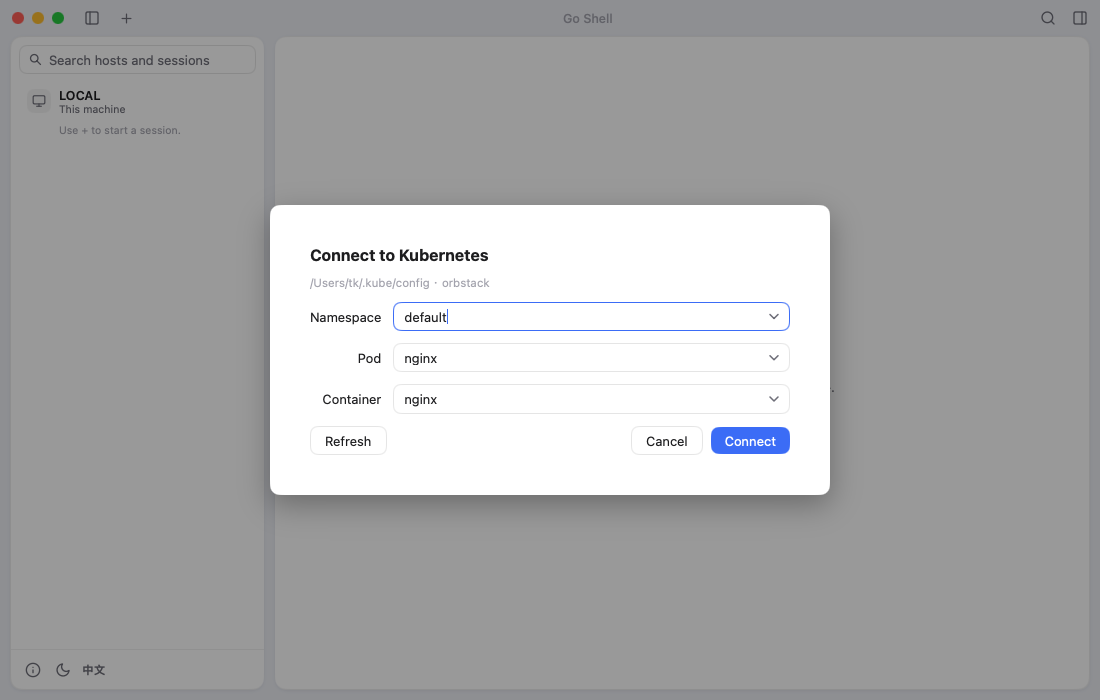 Go Shell
Search hosts and sessions
LOCAL
This machine
Use + to start a session.
Connect to Kubernetes
/Users/tk/.kube/config · orbstack
Namespace default
Pod nginx
Container nginx
Refresh Cancel Connect
中文